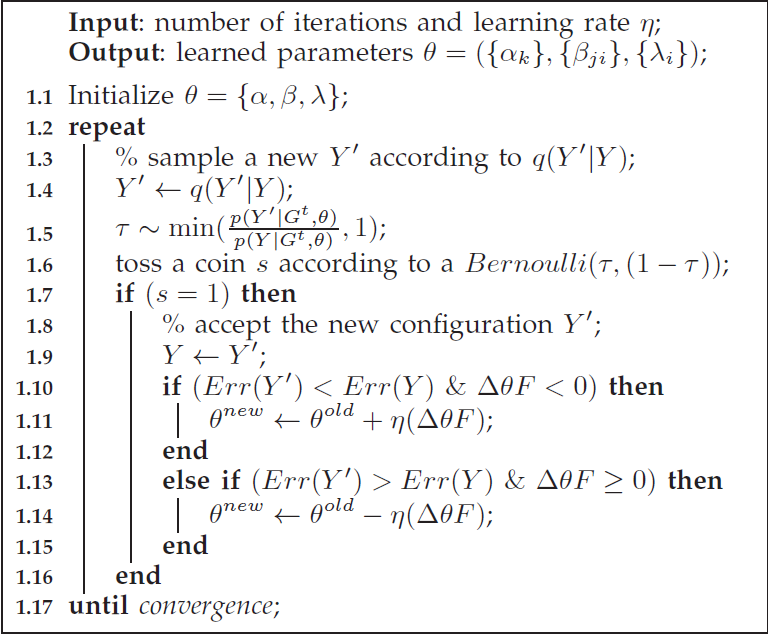 Input: number of iterations and learning rate η;
Output: learned parameters θ = ({α_k}, {β_ji}, {λ_i});
1.1 Initialize θ = {α, β, λ};
1.2 repeat
1.3 % sample a new Y′ according to q(Y′|Y);
1.4 Y′ ← q(Y′|Y);
1.5 τ ∼ min(p(Y′|G^t,θ)/p(Y|G^t,θ), 1);
1.6 toss a coin s according to a Bernoulli(τ, (1 − τ));
1.7 if (s = 1) then
1.8 % accept the new configuration Y′;
1.9 Y ← Y′;
1.10 if (Err(Y′) < Err(Y) & ΔθF < 0) then
1.11 θ^new ← θ^old + η(ΔθF);
1.12 end
1.13 else if (Err(Y′) > Err(Y) & ΔθF ≥ 0) then
1.14 θ^new ← θ^old − η(ΔθF);
1.15 end
1.16 end
1.17 until convergence;